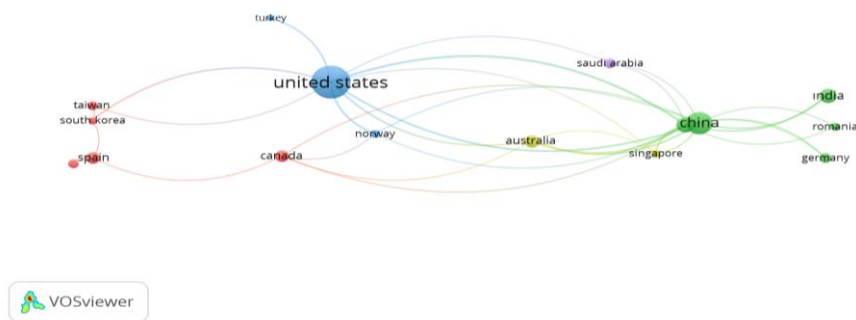 turkey
saudi arabia
united states
india
taiwan
south korea
china
romania
norway
australia
singapore
spain
canada
germany
VOSviewer